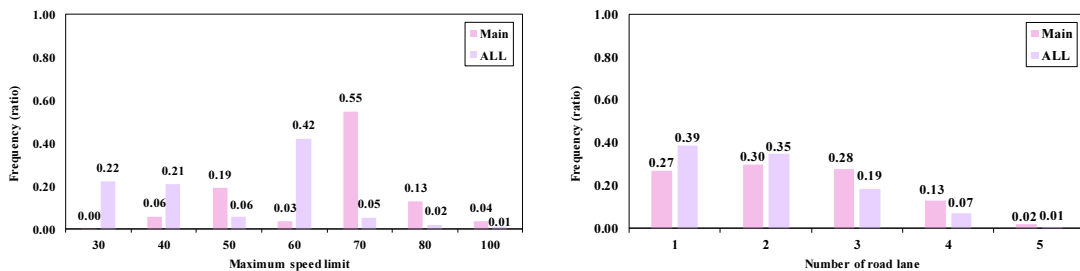 1.00
0.80
0.60
0.40
0.20
0.00
Frequency (ratio)
Main
ALL
0.00 0.22
0.06 0.21
0.19 0.06
0.03 0.42
0.55 0.05
0.13 0.02
0.04 0.01
30 40 50 60 70 80 100
Maximum speed limit
1.00
0.80
0.60
0.40
0.20
0.00
Frequency (ratio)
Main
ALL
0.27 0.39
0.30 0.35
0.28 0.19
0.13 0.07
0.02 0.01
1 2 3 4 5
Number of road lane